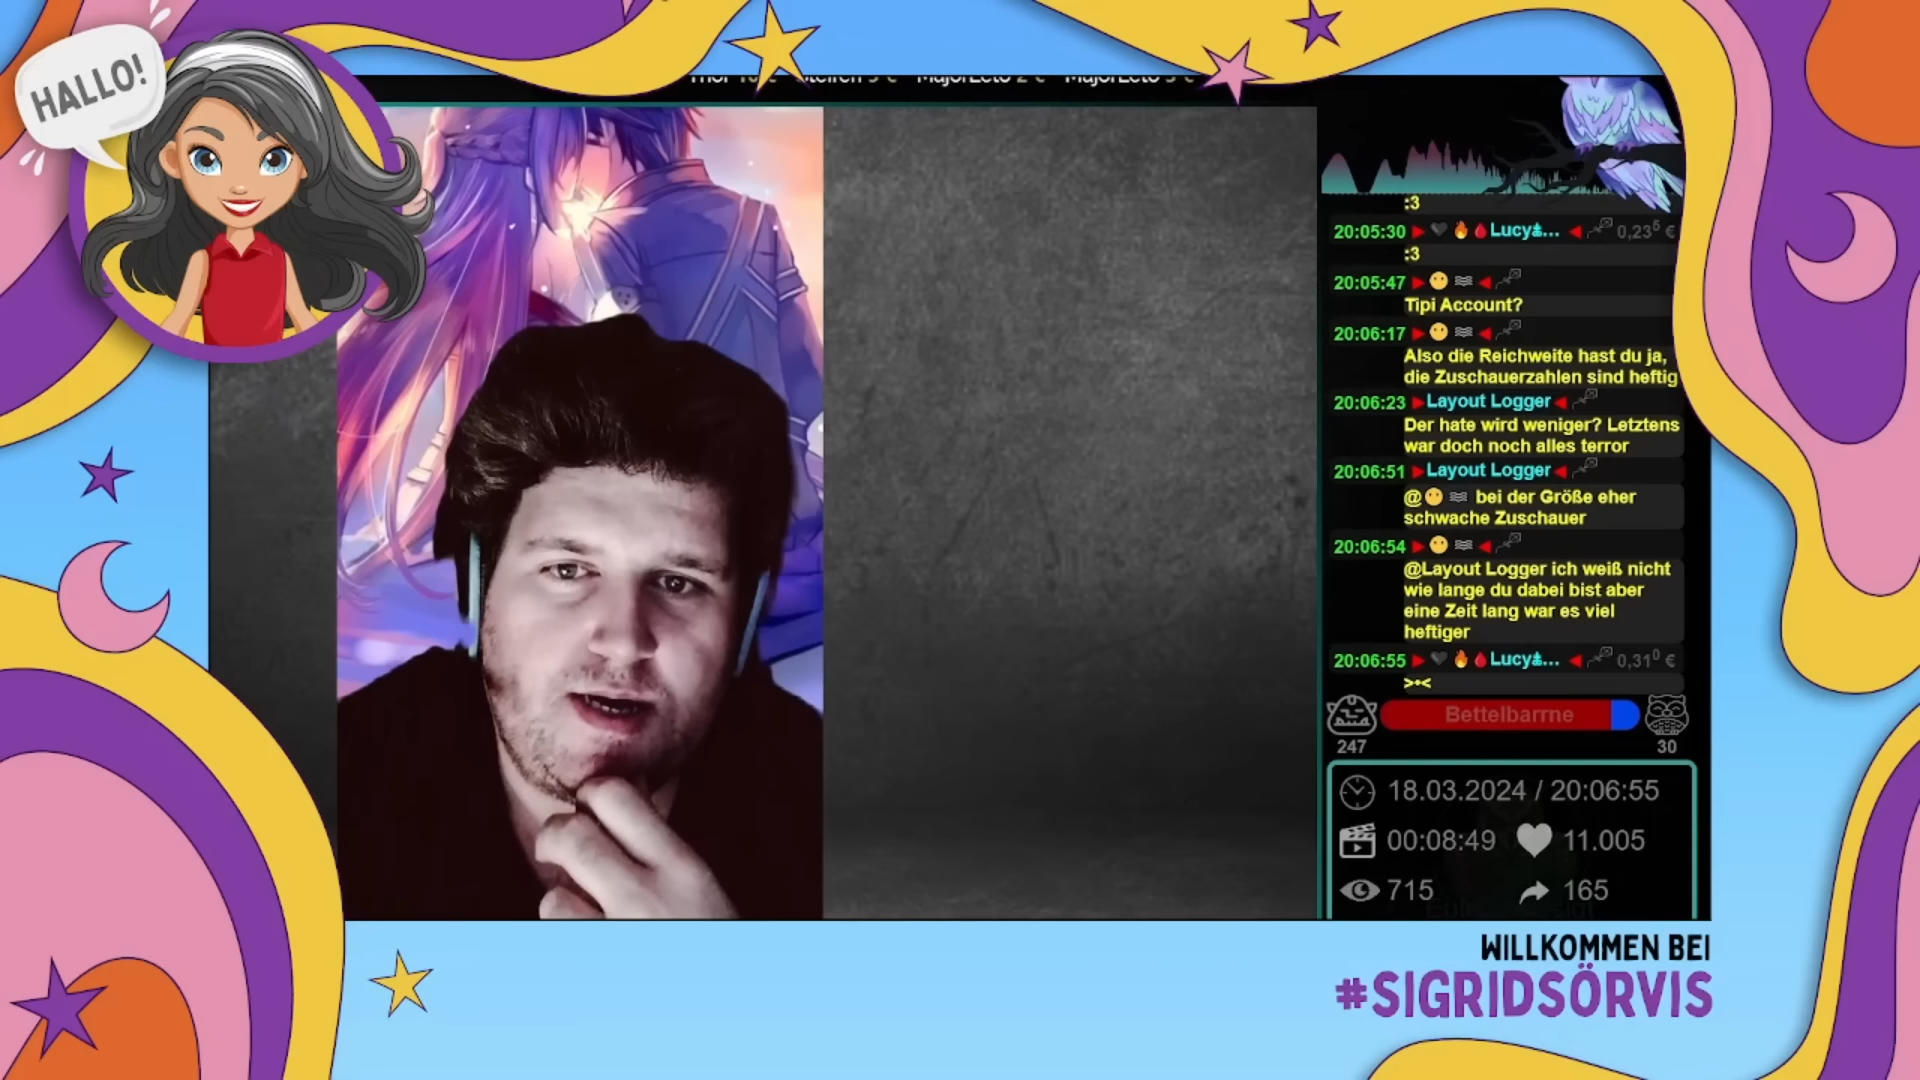 HALLO!
:3
20:05:30 Lucy... 0,23⁵ €
:3
20:05:47
Tipi Account?
20:06:17
Also die Reichweite hast du ja,
die Zuschauerzahlen sind heftig
20:06:23 Layout Logger
Der hate wird weniger? Letztens
war doch noch alles terror
20:06:51 Layout Logger
@ bei der Größe eher
schwache Zuschauer
20:06:54
@Layout Logger ich weiß nicht
wie lange du dabei bist aber
eine Zeit lang war es viel
heftiger
20:06:55 Lucy... 0,31⁰ €
>•<
Bettelbarrne
247 30
18.03.2024 / 20:06:55
00:08:49 11.005
715 165
WILLKOMMEN BEI
#SIGRIDSÖRVIS